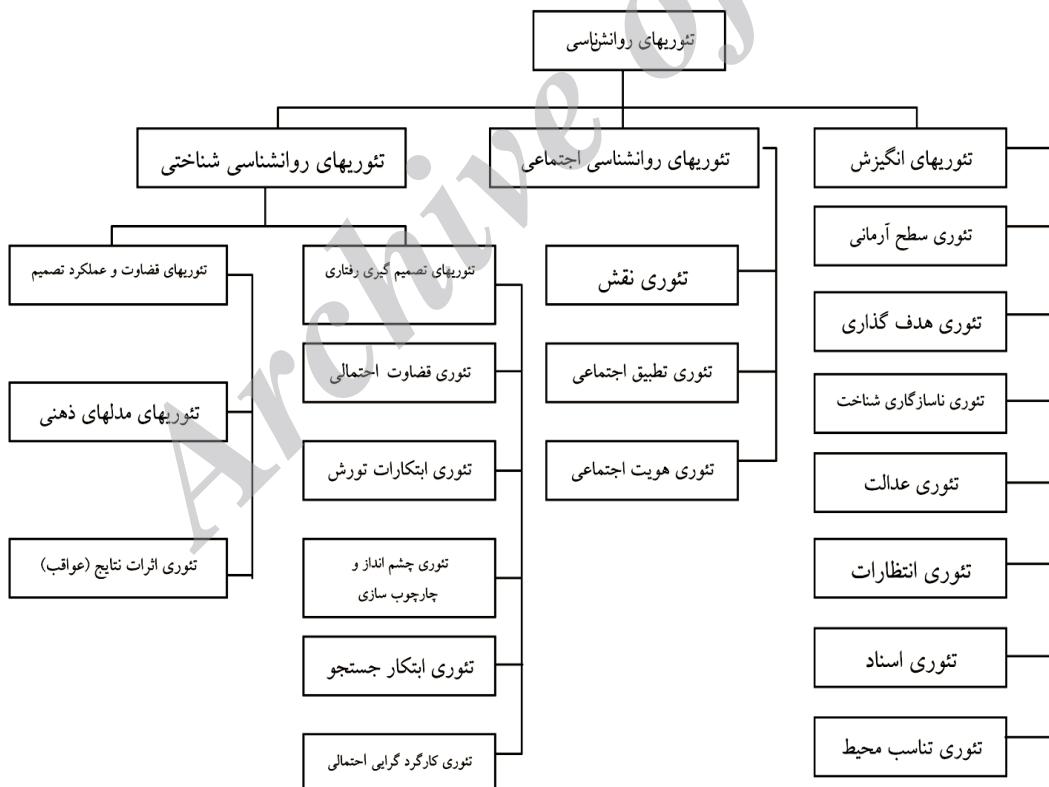 تئوریهای روانشناسی
تئوریهای انگیزش
تئوری سطح آرمانی
تئوری هدف گذاری
تئوری ناسازگاری شناخت
تئوری عدالت
تئوری انتظارات
تئوری اسناد
تئوری تناسب محیط
تئوریهای روانشناسی اجتماعی
تئوری نقش
تئوری تطبیق اجتماعی
تئوری هویت اجتماعی
تئوریهای روانشناسی شناختی
تئوریهای تصمیم گیری رفتاری
تئوری قضاوت احتمالی
تئوری ابتکارات تورش
تئوری چشم انداز و
چارچوب سازی
تئوری ابتکار جستجو
تئوری کارگرد گرایی احتمالی
تئوریهای قضاوت و عملکرد تصمیم
تئوریهای مدلهای ذهنی
تئوری اثرات نتایج (عواقب)
Archive of